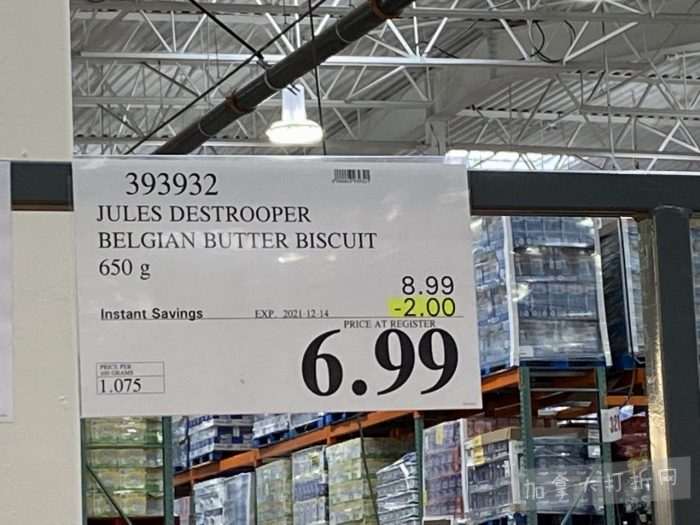 393932
JULES DESTROOPER
BELGIAN BUTTER BISCUIT
650 g
8.99
Instant Savings EXP. 2021-12-14 -2.00
PRICE AT REGISTER
6.99
PRICE PER
100 GRAMS
1.075
加拿大打折网